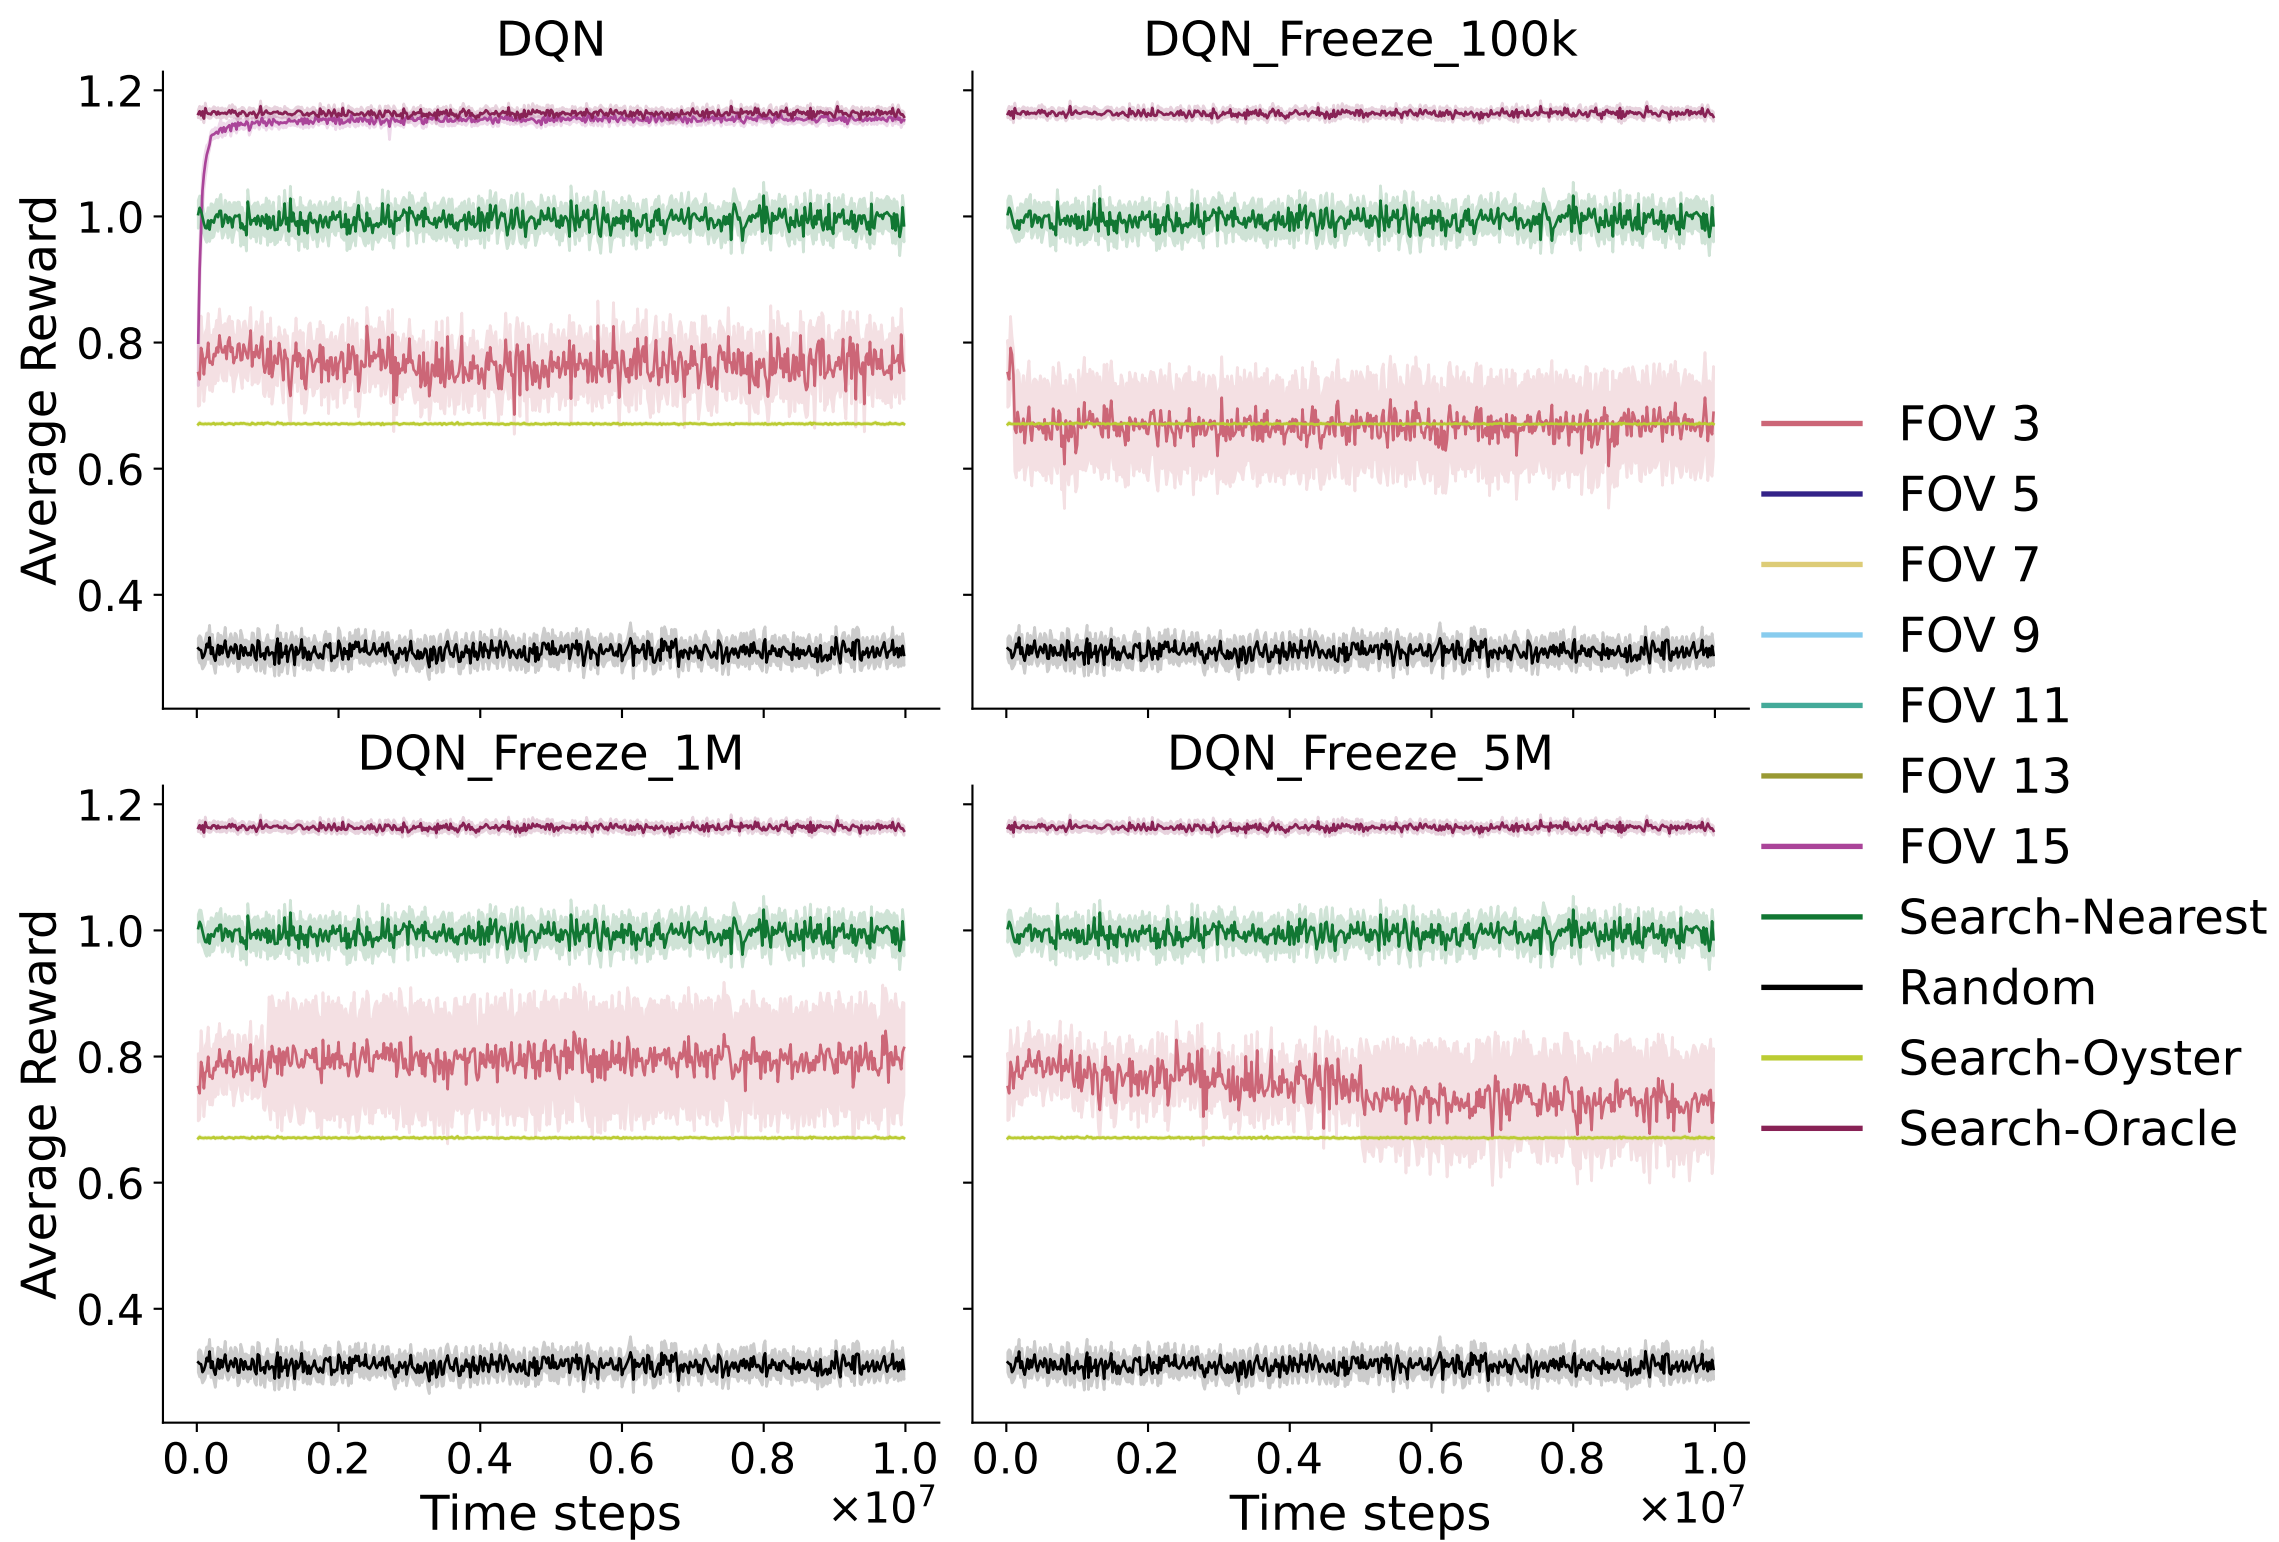 DQN
DQN_Freeze_100k
1.2
1.0
0.8
0.6
0.4
Average Reward
DQN_Freeze_1M
DQN_Freeze_5M
1.2
1.0
0.8
0.6
0.4
Average Reward
0.0 0.2 0.4 0.6 0.8 1.0
×10⁷
Time steps
0.0 0.2 0.4 0.6 0.8 1.0
×10⁷
Time steps
FOV 3
FOV 5
FOV 7
FOV 9
FOV 11
FOV 13
FOV 15
Search-Nearest
Random
Search-Oyster
Search-Oracle